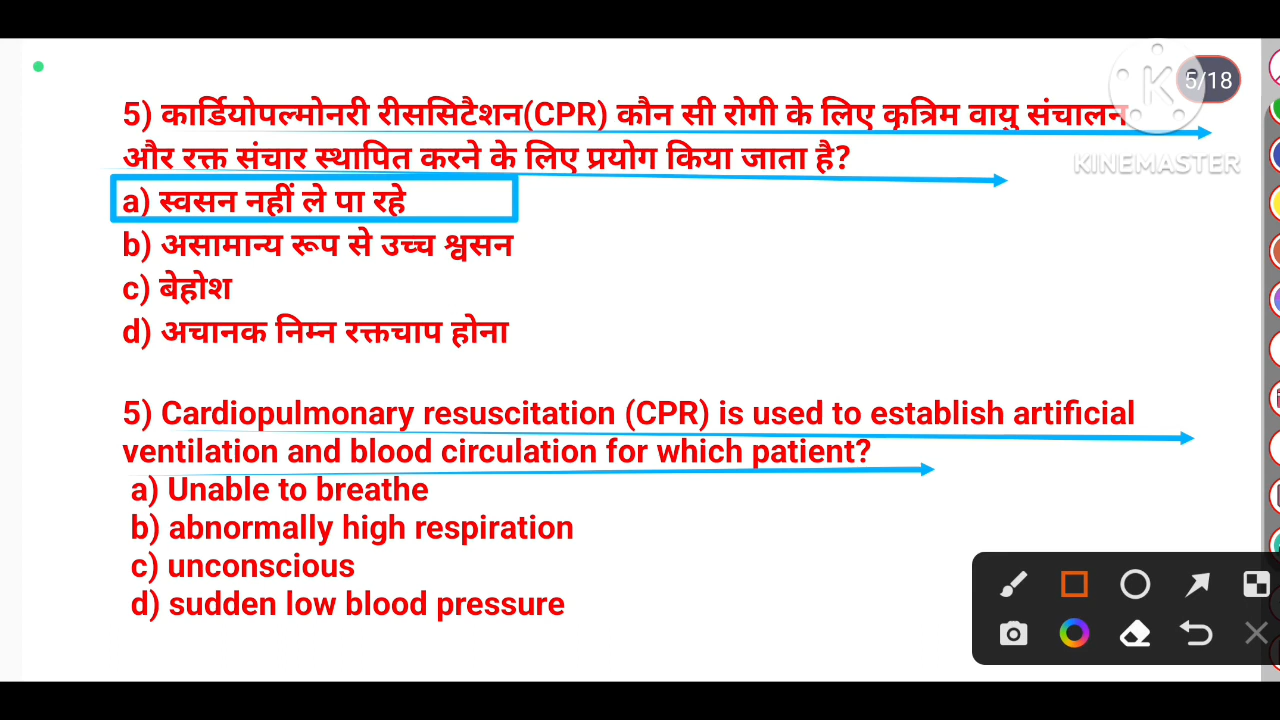 5/18
5) कार्डियोपल्मोनरी रीससिटैशन(CPR) कौन सी रोगी के लिए कृत्रिम वायु संचालन
KINEMASTER
और रक्त संचार स्थापित करने के लिए प्रयोग किया जाता है?
a) स्वसन नहीं ले पा रहे
b) असामान्य रूप से उच्च श्वसन
c) बेहोश
d) अचानक निम्न रक्तचाप होना
5) Cardiopulmonary resuscitation (CPR) is used to establish artificial
ventilation and blood circulation for which patient?
a) Unable to breathe
b) abnormally high respiration
c) unconscious
d) sudden low blood pressure